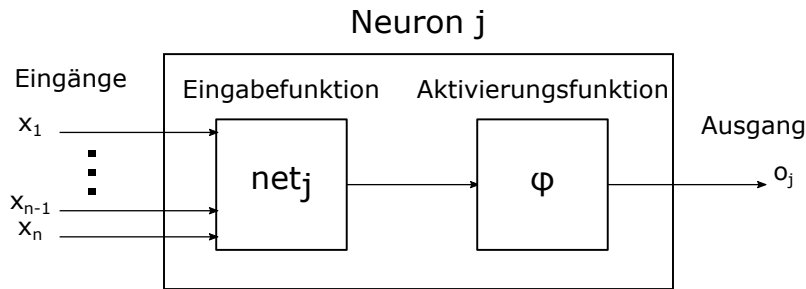 Neuron j
Eingänge
Eingabefunktion
Aktivierungsfunktion
x₁
Ausgang
netⱼ
φ
oⱼ
xₙ₋₁
xₙ